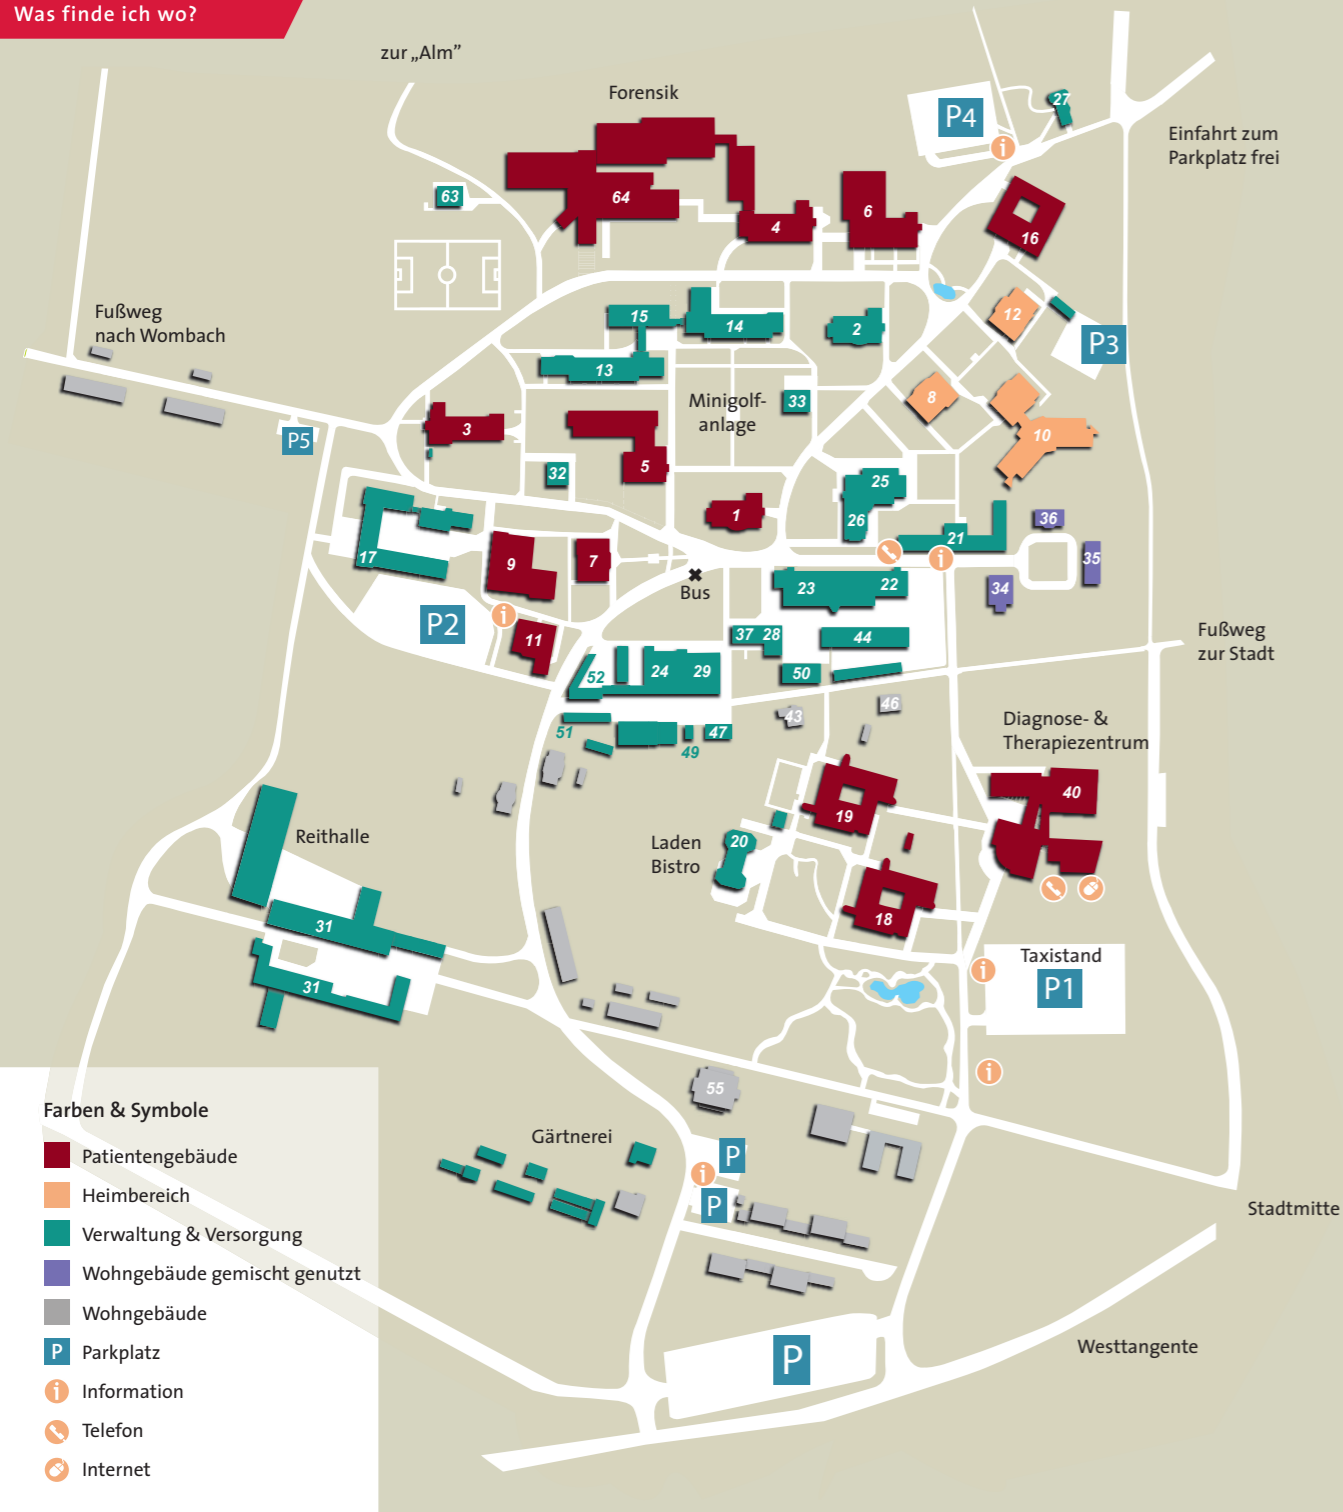 Was finde ich wo?
zur „Alm”
Forensik
P4
27
Einfahrt zum
Parkplatz frei
63
64
4
6
16
Fußweg
nach Wombach
15
14
2
12
P3
13
Minigolf-
anlage
33
8
3
P5
5
10
32
25
1
26
36
21
17
9
7
35
Bus
23
22
34
P2
11
37
28
44
Fußweg
zur Stadt
52
24
29
50
51
49
47
43
46
Diagnose- &
Therapiezentrum
40
19
Reithalle
Laden
Bistro
20
18
31
31
Taxistand
P1
55
Gärtnerei
P
P
Stadtmitte
Westtangente
P
Farben & Symbole
Patientengebäude
Heimbereich
Verwaltung & Versorgung
Wohngebäude gemischt genutzt
Wohngebäude
P Parkplatz
i Information
Telefon
Internet